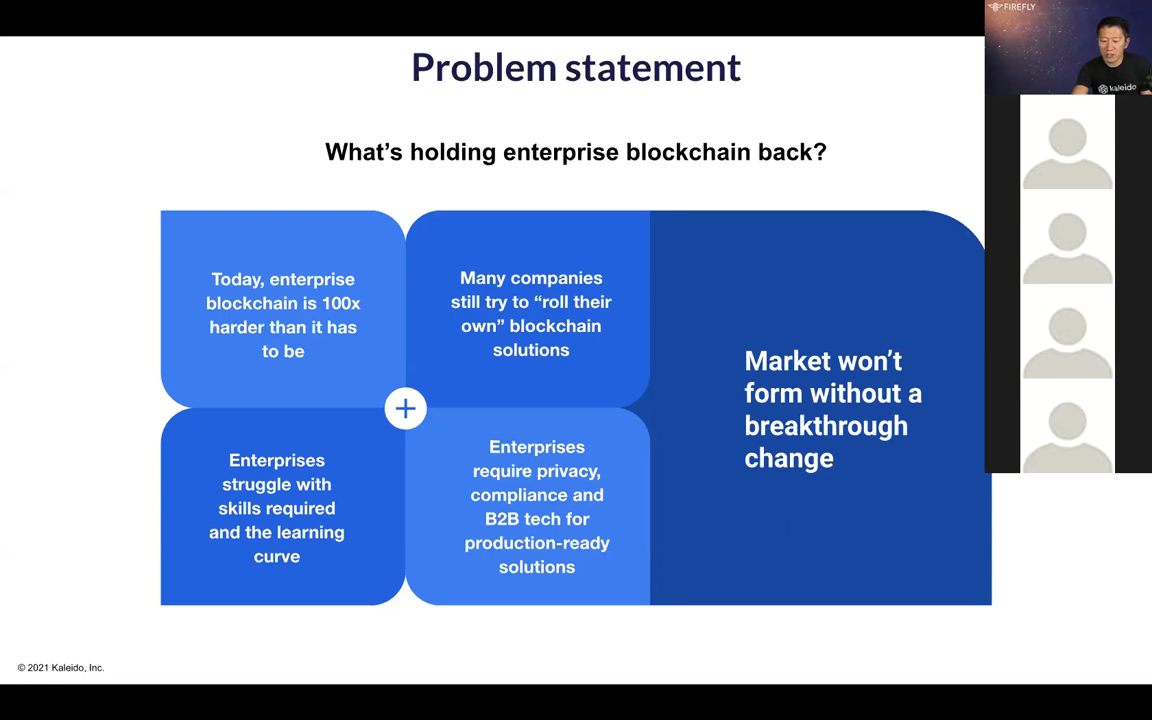 FIREFLY
Problem statement
kaleido
What’s holding enterprise blockchain back?
Today, enterprise
blockchain is 100x
harder than it has
to be
Many companies
still try to “roll their
own” blockchain
solutions
Enterprises
struggle with
skills required
and the learning
curve
Enterprises
require privacy,
compliance and
B2B tech for
production-ready
solutions
Market won’t
form without a
breakthrough
change
© 2021 Kaleido, Inc.